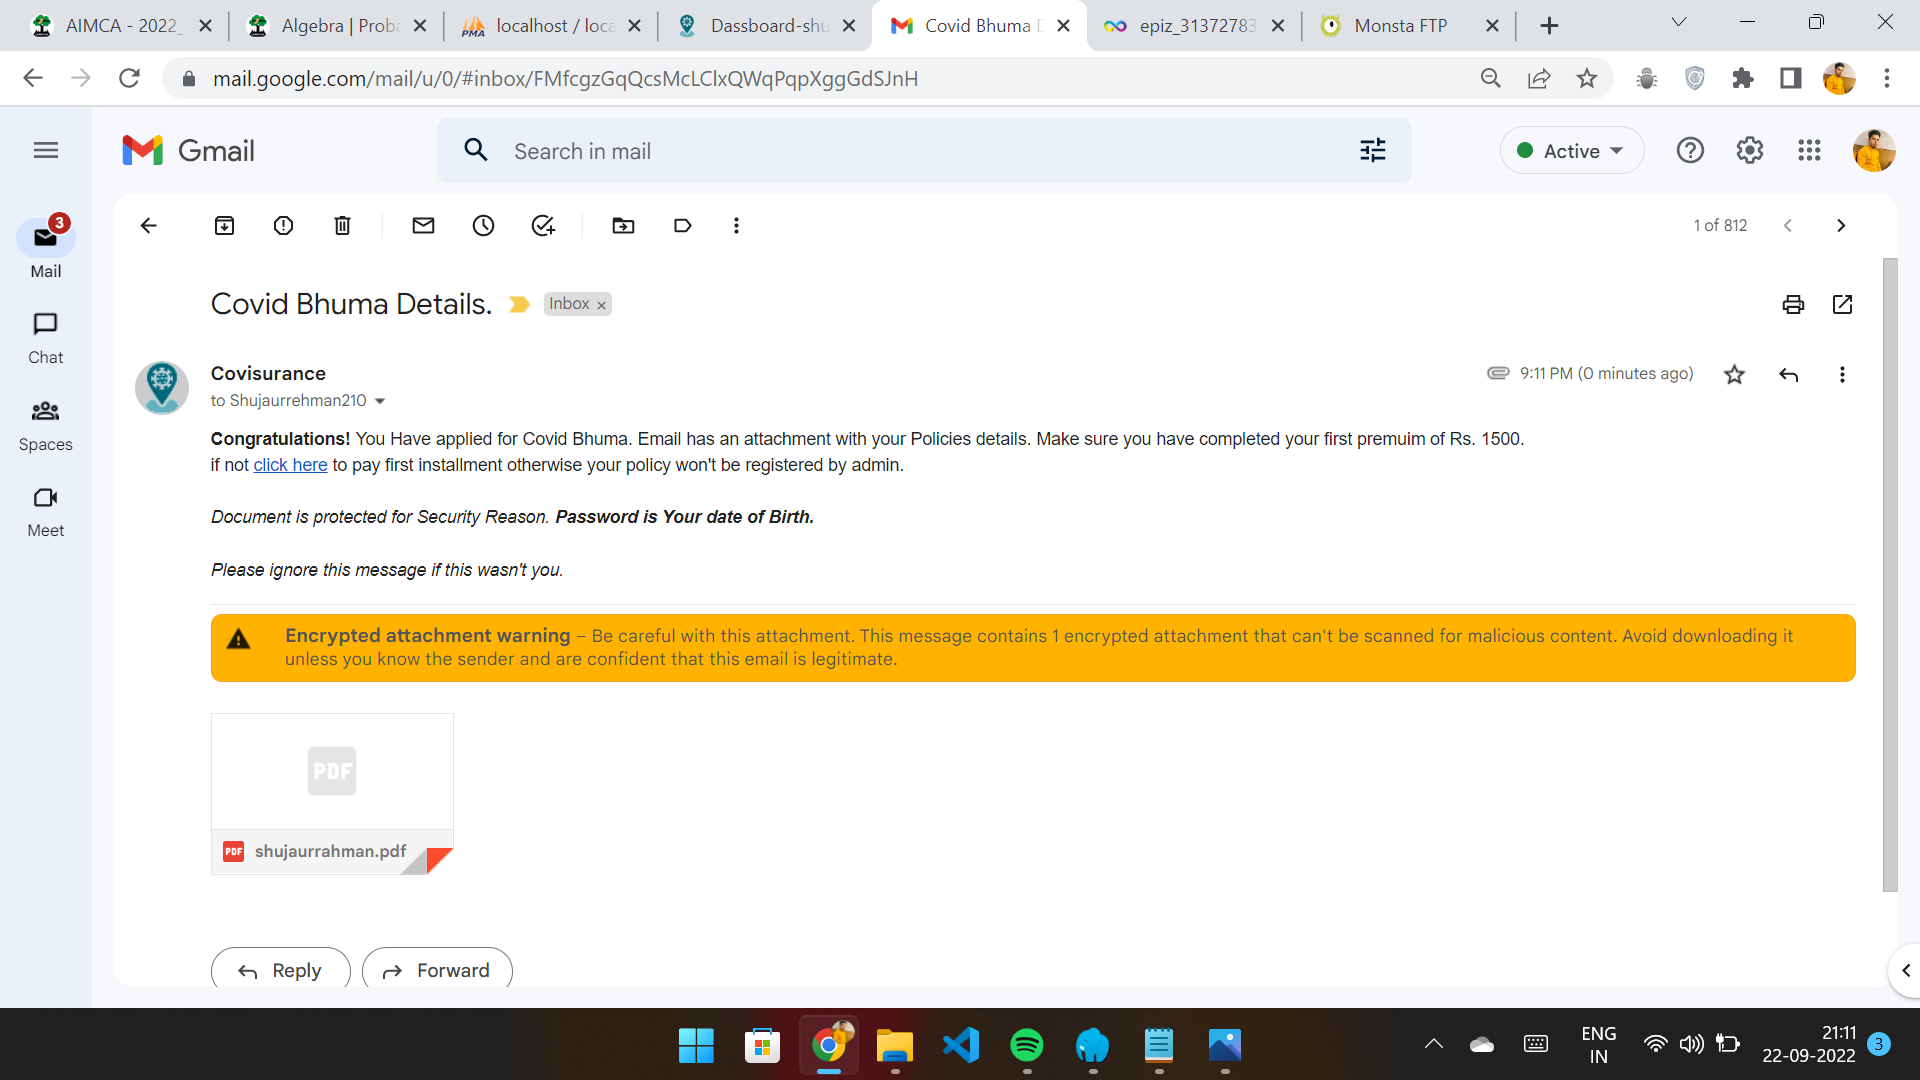 AIMCA - 2022_
Algebra | Proba
localhost / loca
Dassboard-shu
Covid Bhuma D
epiz_31372783
Monsta FTP
mail.google.com/mail/u/0/#inbox/FMfcgzGqQcsMcLClxQWqPqpXggGdSJnH
Gmail
Search in mail
Active
3
Mail
Chat
Spaces
Meet
1 of 812
Covid Bhuma Details.
Inbox ×
Covisurance
9:11 PM (0 minutes ago)
to Shujaurrehman210
Congratulations! You Have applied for Covid Bhuma. Email has an attachment with your Policies details. Make sure you have completed your first premuim of Rs. 1500.
if not click here to pay first installment otherwise your policy won't be registered by admin.
Document is protected for Security Reason. Password is Your date of Birth.
Please ignore this message if this wasn't you.
Encrypted attachment warning – Be careful with this attachment. This message contains 1 encrypted attachment that can't be scanned for malicious content. Avoid downloading it
unless you know the sender and are confident that this email is legitimate.
PDF
PDF shujaurrahman.pdf
Reply
Forward
ENG
IN
21:11
22-09-2022
3